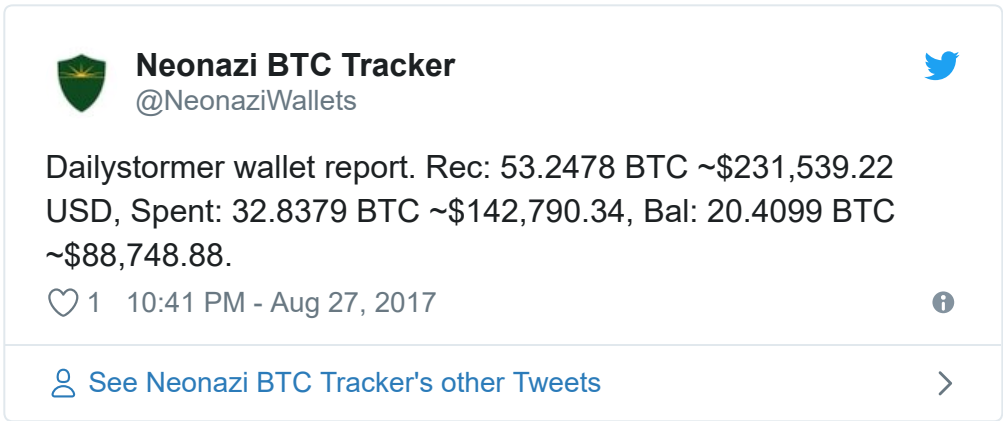 Neonazi BTC Tracker
@NeonaziWallets
Dailystormer wallet report. Rec: 53.2478 BTC ~$231,539.22
USD, Spent: 32.8379 BTC ~$142,790.34, Bal: 20.4099 BTC
~$88,748.88.
1 10:41 PM - Aug 27, 2017
See Neonazi BTC Tracker's other Tweets